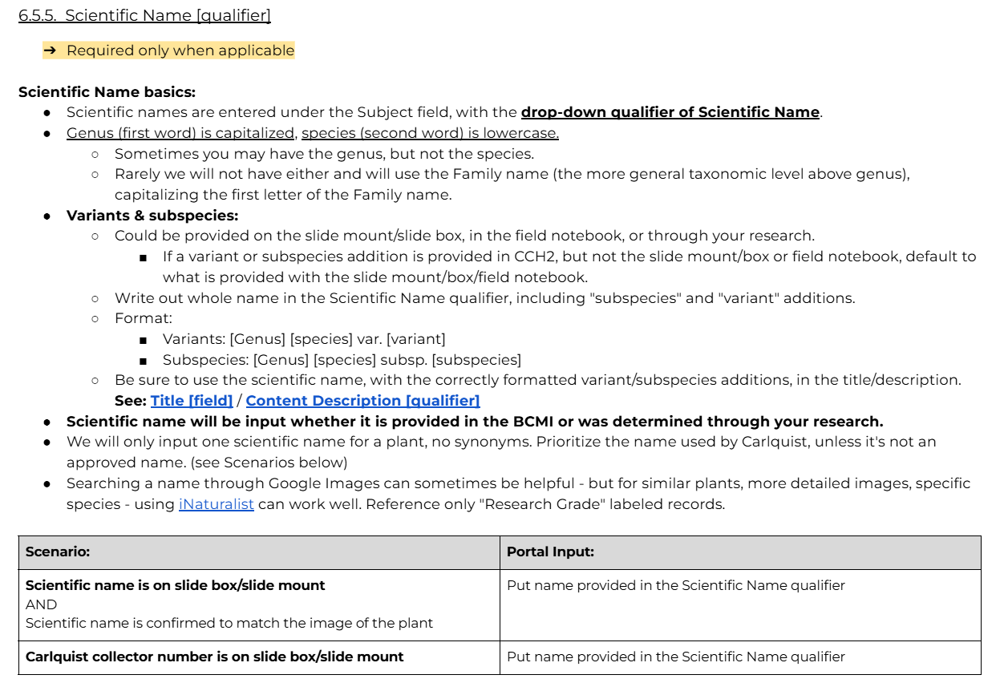 6.5.5. Scientific Name [qualifier]
➔ Required only when applicable
Scientific Name basics:
● Scientific names are entered under the Subject field, with the drop-down qualifier of Scientific Name.
● Genus (first word) is capitalized, species (second word) is lowercase.
○ Sometimes you may have the genus, but not the species.
○ Rarely we will not have either and will use the Family name (the more general taxonomic level above genus),
capitalizing the first letter of the Family name.
● Variants & subspecies:
○ Could be provided on the slide mount/slide box, in the field notebook, or through your research.
■ If a variant or subspecies addition is provided in CCH2, but not the slide mount/box or field notebook, default to
what is provided with the slide mount/box/field notebook.
○ Write out whole name in the Scientific Name qualifier, including "subspecies" and "variant" additions.
○ Format:
■ Variants: [Genus] [species] var. [variant]
■ Subspecies: [Genus] [species] subsp. [subspecies]
○ Be sure to use the scientific name, with the correctly formatted variant/subspecies additions, in the title/description.
See: Title [field] / Content Description [qualifier]
● Scientific name will be input whether it is provided in the BCMI or was determined through your research.
● We will only input one scientific name for a plant, no synonyms. Prioritize the name used by Carlquist, unless it's not an
approved name. (see Scenarios below)
● Searching a name through Google Images can sometimes be helpful - but for similar plants, more detailed images, specific
species - using iNaturalist can work well. Reference only "Research Grade" labeled records.
Scenario:
Portal Input:
Scientific name is on slide box/slide mount
AND
Scientific name is confirmed to match the image of the plant
Put name provided in the Scientific Name qualifier
Carlquist collector number is on slide box/slide mount
Put name provided in the Scientific Name qualifier